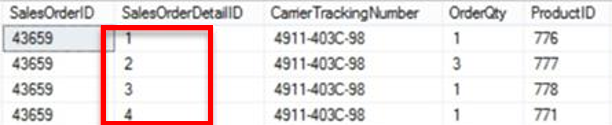 SalesOrderID SalesOrderDetailID CarrierTrackingNumber OrderQty ProductID
43659 1 4911-403C-98 1 776
43659 2 4911-403C-98 3 777
43659 3 4911-403C-98 1 778
43659 4 4911-403C-98 1 771